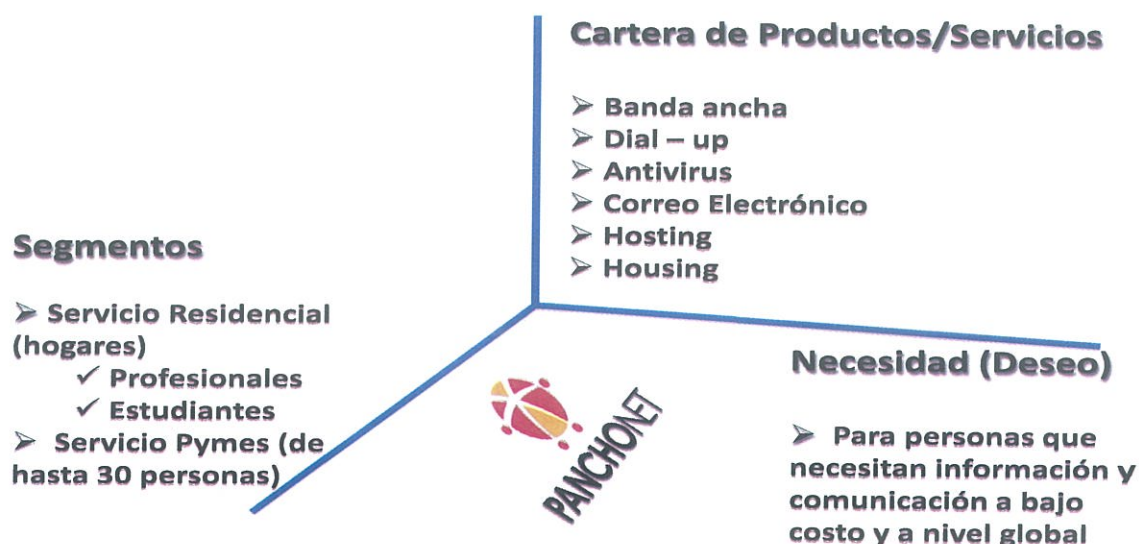 Cartera de Productos/Servicios
➢ Banda ancha
➢ Dial – up
➢ Antivirus
➢ Correo Electrónico
➢ Hosting
➢ Housing
Segmentos
➢ Servicio Residencial
(hogares)
✓ Profesionales
✓ Estudiantes
➢ Servicio Pymes (de
hasta 30 personas)
PANCHONET
Necesidad (Deseo)
➢ Para personas que
necesitan información y
comunicación a bajo
costo y a nivel global